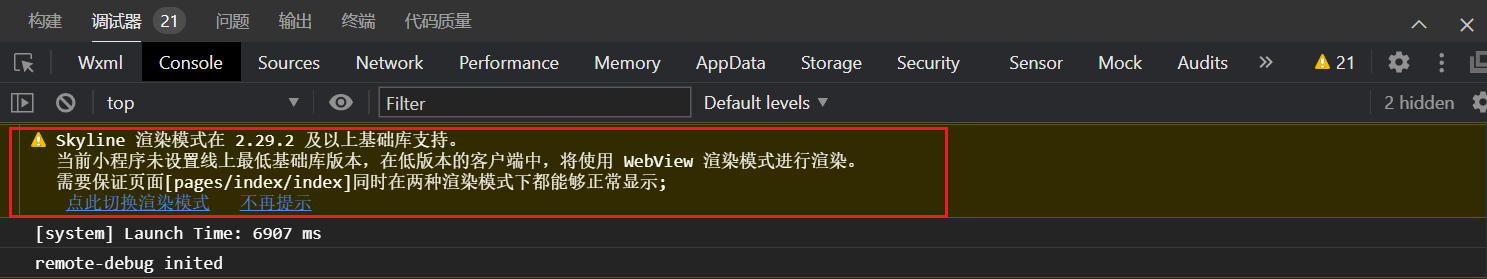 构建 调试器 21 问题 输出 终端 代码质量
Wxml Console Sources Network Performance Memory AppData Storage Security Sensor Mock Audits 21
top Filter Default levels 2 hidden
Skyline 渲染模式在 2.29.2 及以上基础库支持。
当前小程序未设置线上最低基础库版本，在低版本的客户端中，将使用 WebView 渲染模式进行渲染。
需要保证页面[pages/index/index]同时在两种渲染模式下都能够正常显示;
点此切换渲染模式 不再提示
[system] Launch Time: 6907 ms
remote-debug inited